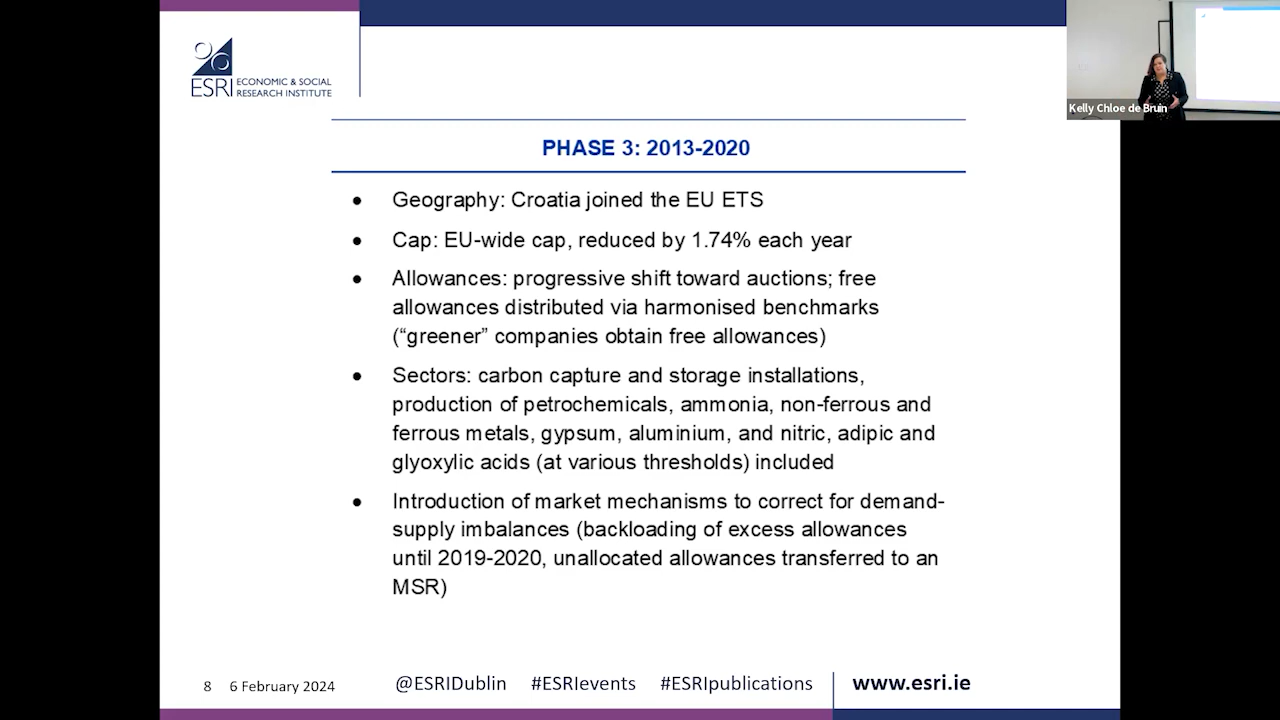 ESRI ECONOMIC & SOCIAL
RESEARCH INSTITUTE
Kelly Chloe de Bruin
PHASE 3: 2013-2020
• Geography: Croatia joined the EU ETS
• Cap: EU-wide cap, reduced by 1.74% each year
• Allowances: progressive shift toward auctions; free
allowances distributed via harmonised benchmarks
(“greener” companies obtain free allowances)
• Sectors: carbon capture and storage installations,
production of petrochemicals, ammonia, non-ferrous and
ferrous metals, gypsum, aluminium, and nitric, adipic and
glyoxylic acids (at various thresholds) included
• Introduction of market mechanisms to correct for demand-
supply imbalances (backloading of excess allowances
until 2019-2020, unallocated allowances transferred to an
MSR)
8 6 February 2024 @ESRIDublin #ESRIevents #ESRIpublications www.esri.ie